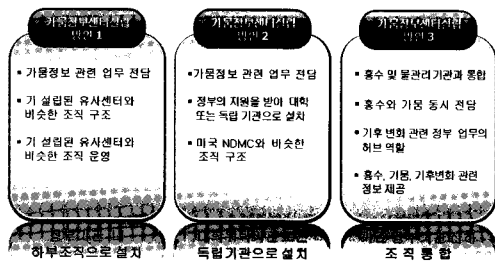 가뭄정보센터설립
방안 1
▪ 가뭄정보 관련 업무 전담
▪ 기 설립된 유사센터와
비슷한 조직 구조
▪ 기 설립된 유사센터와
비슷한 조직 운영
하부조직으로 설치
가뭄정보센터설립
방안 2
▪ 가뭄정보 관련 업무 전담
▪ 정부의 지원을 받아 대학
또는 독립 기관으로 설치
▪ 미국 NDMC와 비슷한
조직 구조
독립기관으로 설치
가뭄정보센터설립
방안 3
▪ 홍수 및 물관리기관과 통합
▪ 홍수와 가뭄 동시 전담
▪ 기후 변화 관련 정부 업무의
허브 역할
▪ 홍수, 가뭄, 기후변화 관련
정보 제공
조직 통합